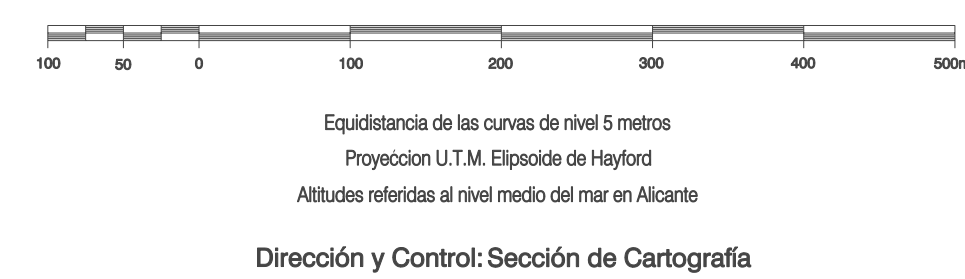 100 50 0 100 200 300 400 500m
Equidistancia de las curvas de nivel 5 metros
Proyeććion U.T.M. Elipsoide de Hayford
Altitudes referidas al nivel medio del mar en Alicante
Dirección y Control: Sección de Cartografía